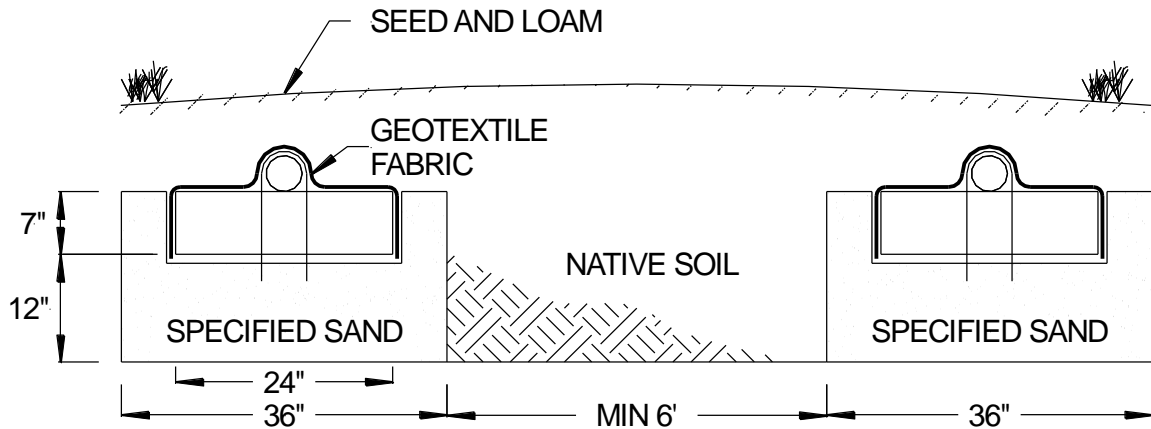 SEED AND LOAM
GEOTEXTILE
FABRIC
7"
NATIVE SOIL
12"
SPECIFIED SAND
SPECIFIED SAND
24"
36"
MIN 6'
36"